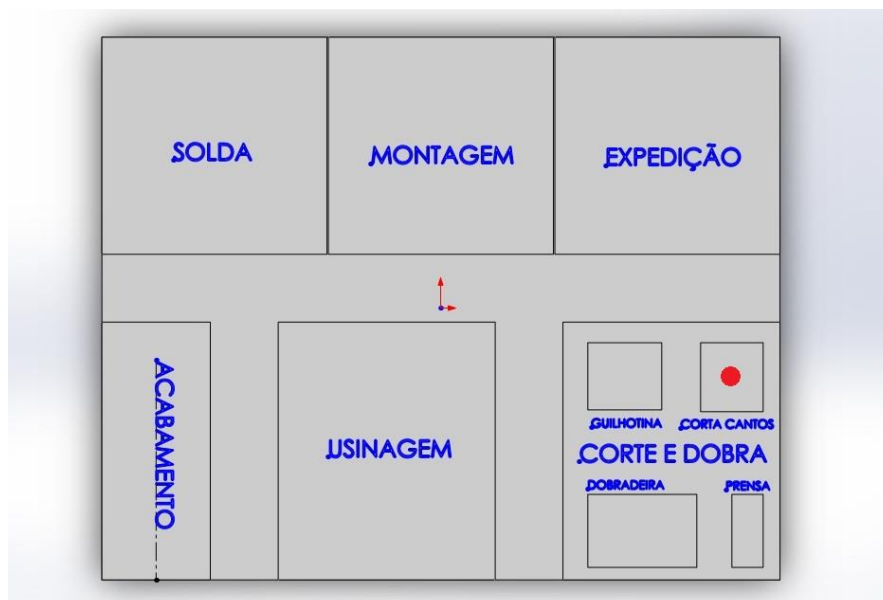 SOLDA
MONTAGEM
EXPEDIÇÃO
ACABAMENTO
USINAGEM
GUILHOTINA
CORTA CANTOS
CORTE E DOBRA
DOBRADEIRA
PRENSA